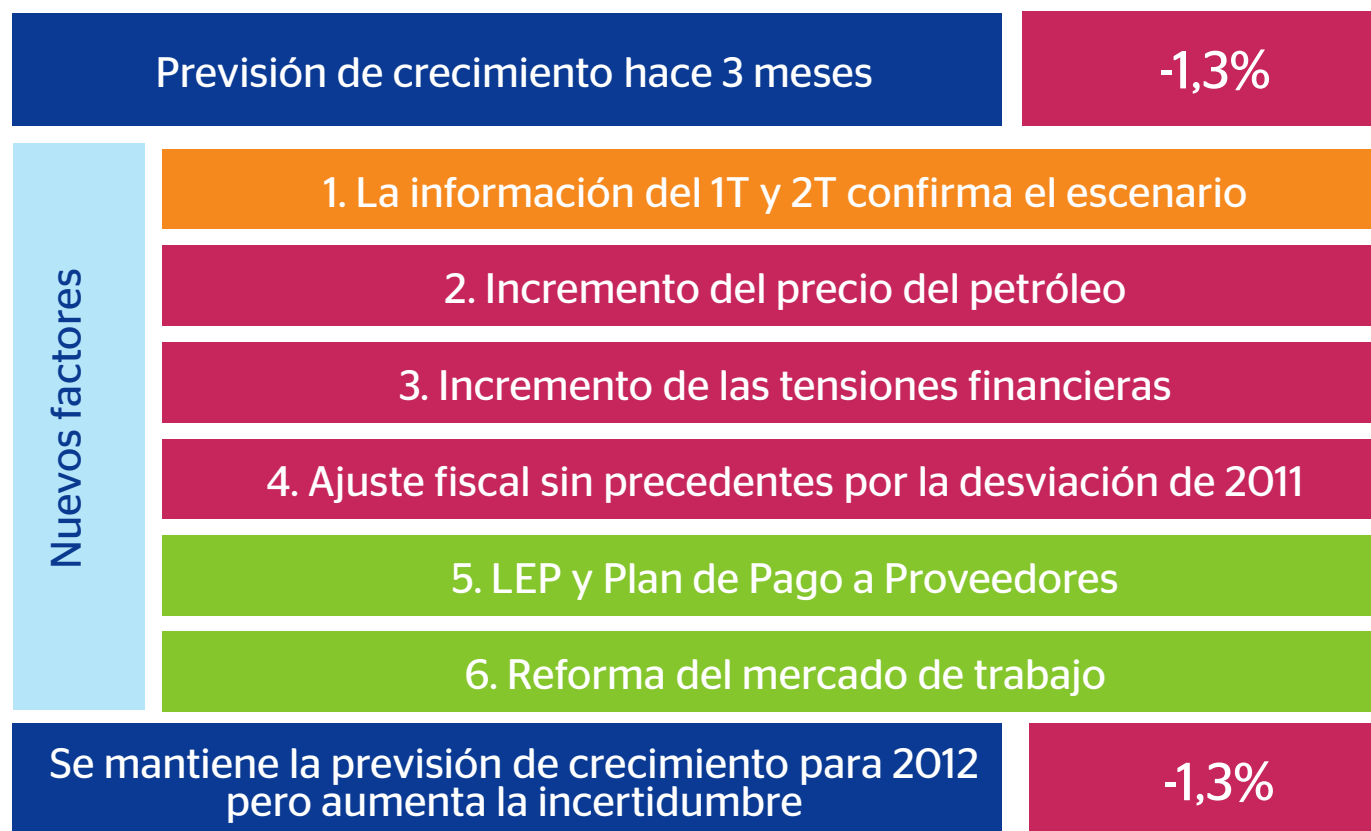 Previsión de crecimiento hace 3 meses
-1,3%
Nuevos factores
1. La información del 1T y 2T confirma el escenario
2. Incremento del precio del petróleo
3. Incremento de las tensiones financieras
4. Ajuste fiscal sin precedentes por la desviación de 2011
5. LEP y Plan de Pago a Proveedores
6. Reforma del mercado de trabajo
Se mantiene la previsión de crecimiento para 2012
pero aumenta la incertidumbre
-1,3%